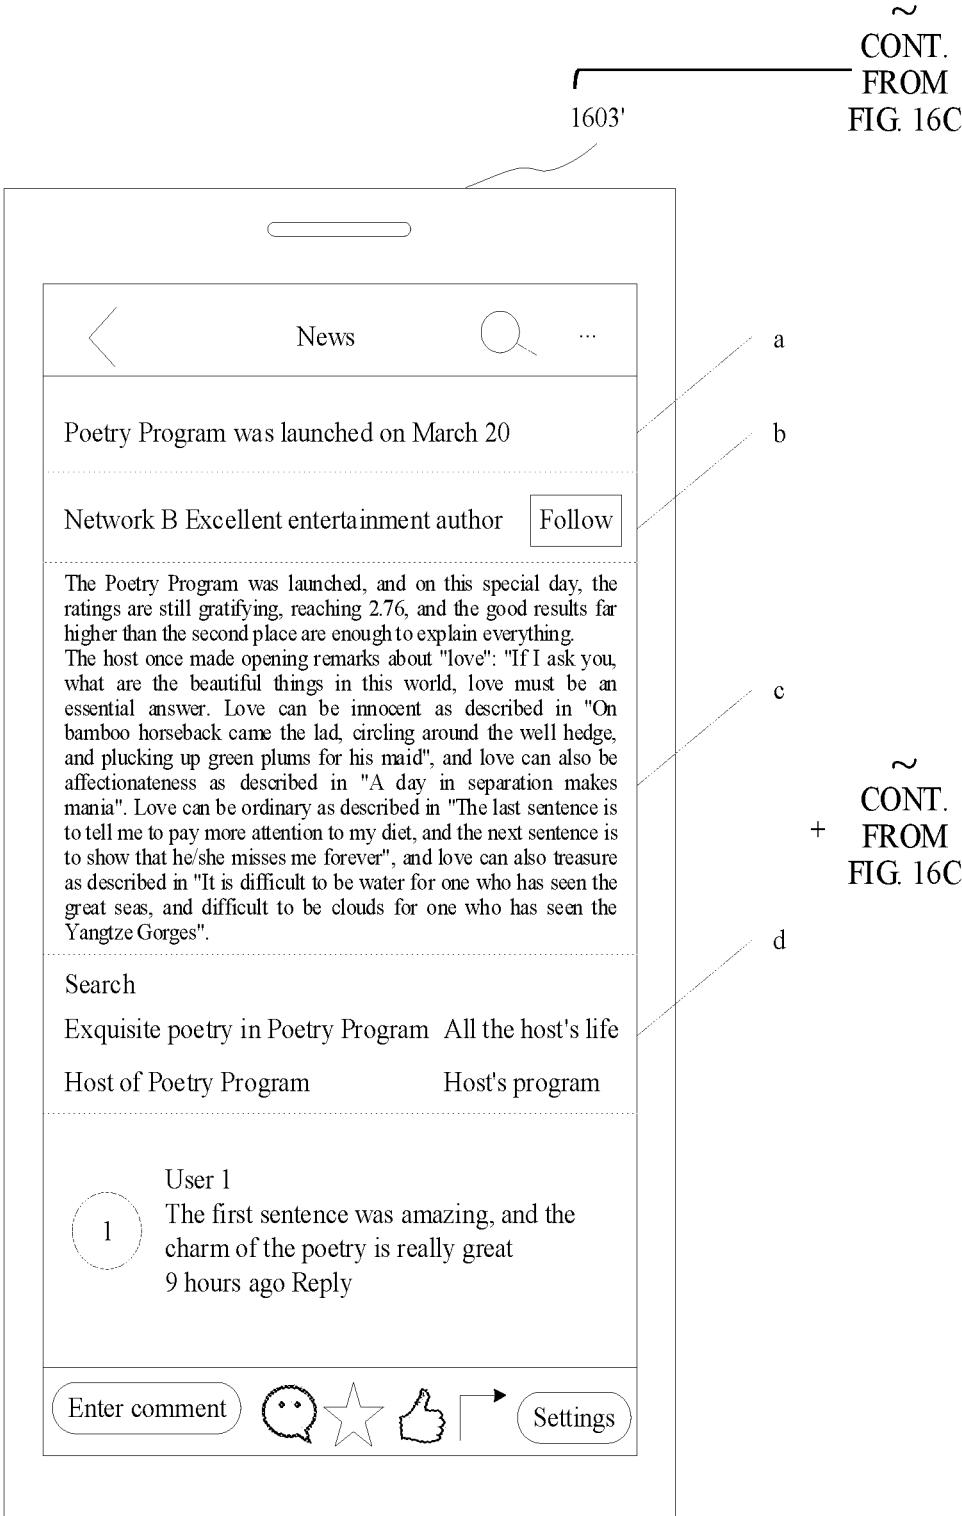 ~
CONT.
FROM
FIG. 16C
1603'
News
...
a
Poetry Program was launched on March 20
b
Network B Excellent entertainment author
Follow
The Poetry Program was launched, and on this special day, the
ratings are still gratifying, reaching 2.76, and the good results far
higher than the second place are enough to explain everything.
The host once made opening remarks about "love": "If I ask you,
what are the beautiful things in this world, love must be an
essential answer. Love can be innocent as described in "On
bamboo horseback came the lad, circling around the well hedge,
and plucking up green plums for his maid", and love can also be
affectionateness as described in "A day in separation makes
mania". Love can be ordinary as described in "The last sentence is
to tell me to pay more attention to my diet, and the next sentence is
to show that he/she misses me forever", and love can also treasure
as described in "It is difficult to be water for one who has seen the
great seas, and difficult to be clouds for one who has seen the
Yangtze Gorges".
c
~
CONT.
+ FROM
FIG. 16C
d
Search
Exquisite poetry in Poetry Program All the host's life
Host of Poetry Program Host's program
1
User 1
The first sentence was amazing, and the
charm of the poetry is really great
9 hours ago Reply
Enter comment
Settings